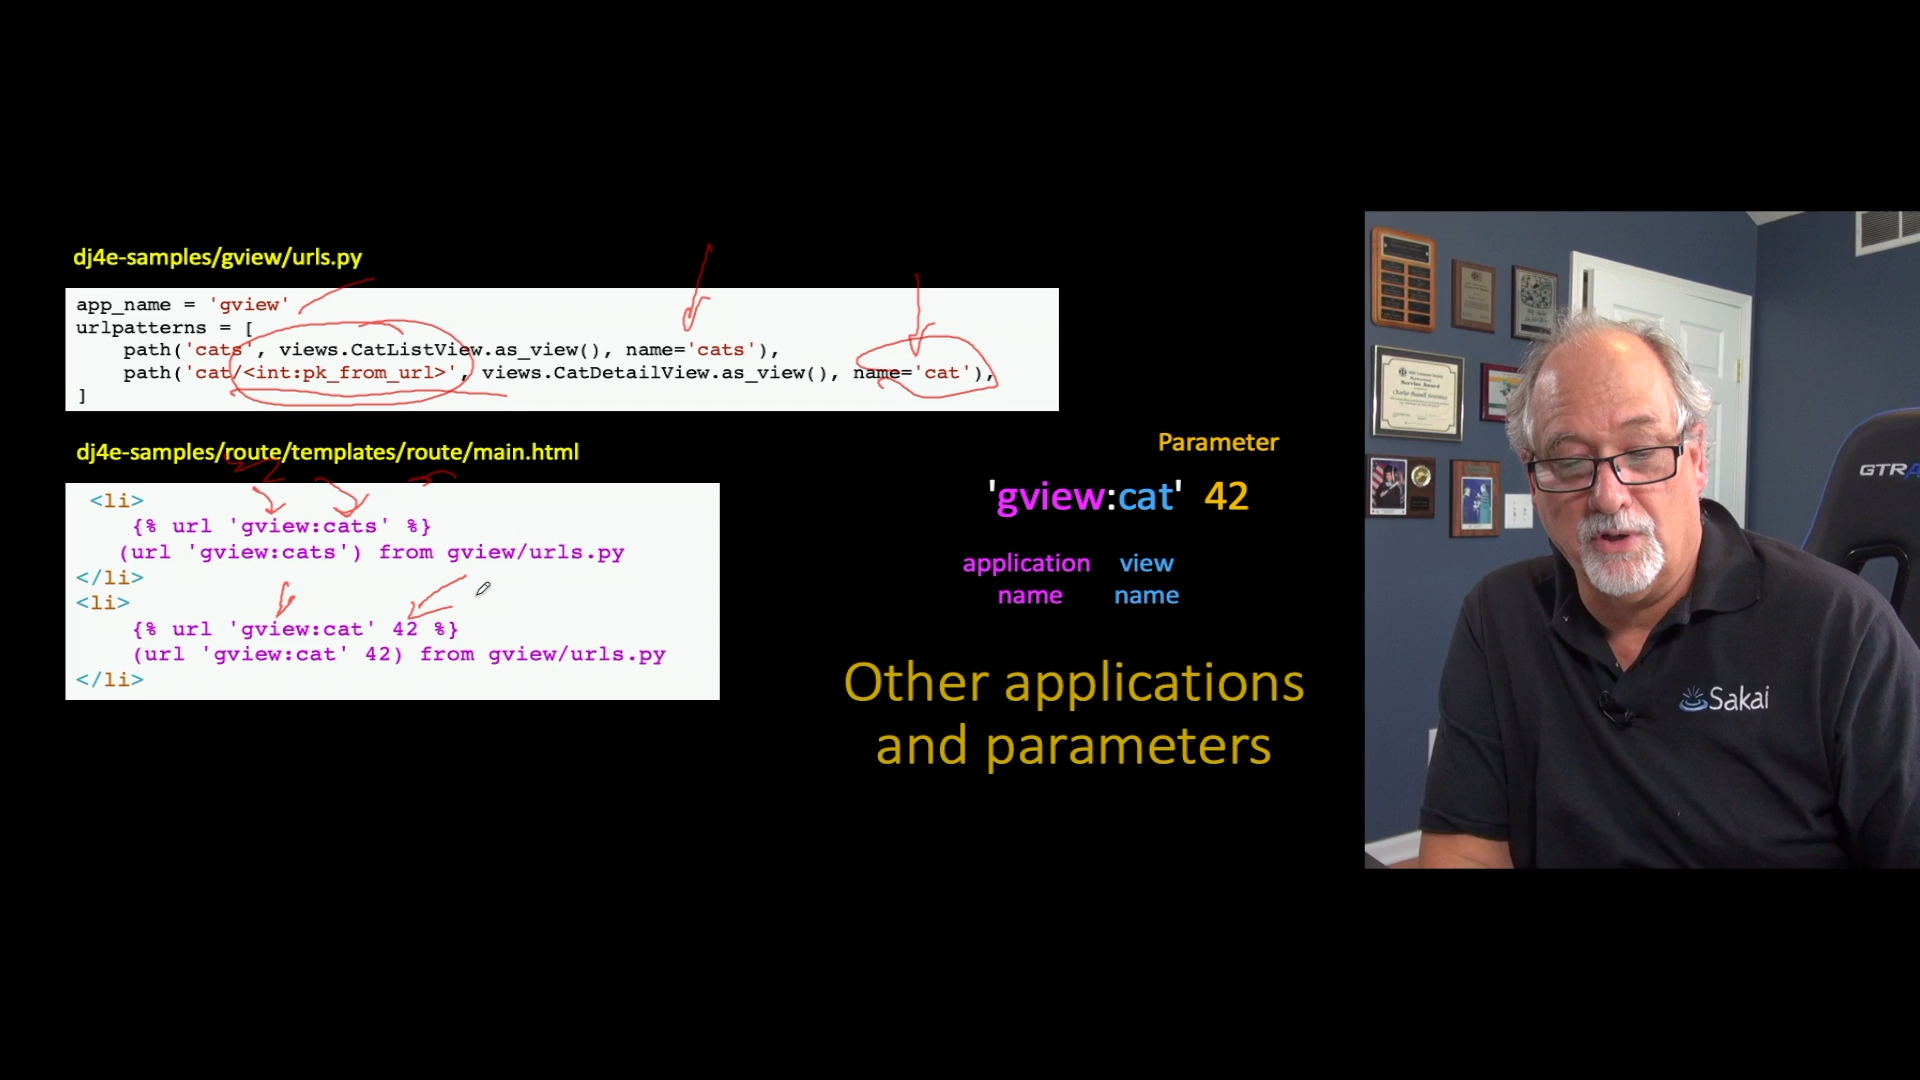 dj4e-samples/gview/urls.py
app_name = 'gview'
urlpatterns = [
    path('cats', views.CatListView.as_view(), name='cats'),
    path('cat/<int:pk_from_url>', views.CatDetailView.as_view(), name='cat'),
]
dj4e-samples/route/templates/route/main.html
<li>
    {% url 'gview:cats' %}
   (url 'gview:cats') from gview/urls.py
</li>
<li>
    {% url 'gview:cat' 42 %}
    (url 'gview:cat' 42) from gview/urls.py
</li>
Parameter
'gview:cat' 42
application name
view name
Other applications
and parameters
Sakai